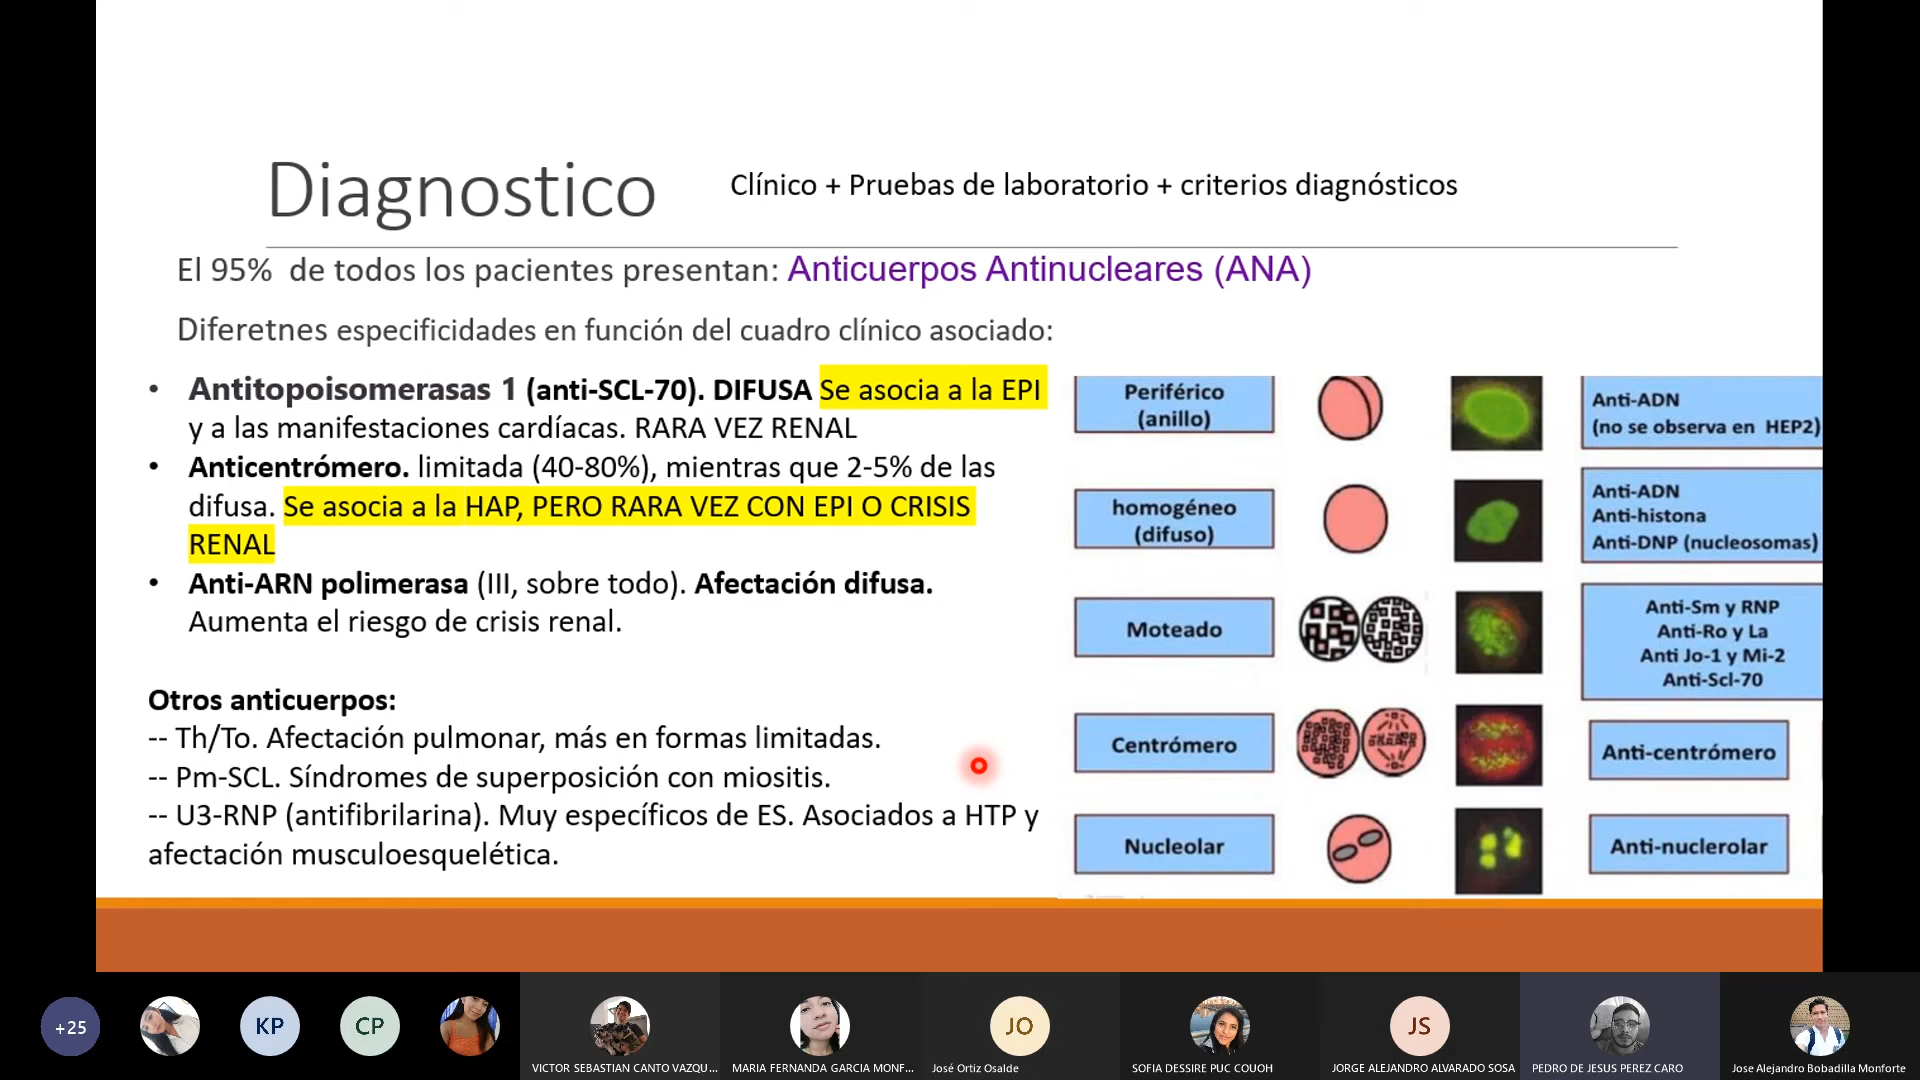 Diagnostico
Clínico + Pruebas de laboratorio + criterios diagnósticos
El 95% de todos los pacientes presentan: Anticuerpos Antinucleares (ANA)
Diferetnes especificidades en función del cuadro clínico asociado:
• Antitopoisomerasas 1 (anti-SCL-70). DIFUSA Se asocia a la EPI
y a las manifestaciones cardíacas. RARA VEZ RENAL
• Anticentrómero. limitada (40-80%), mientras que 2-5% de las
difusa. Se asocia a la HAP, PERO RARA VEZ CON EPI O CRISIS
RENAL
• Anti-ARN polimerasa (III, sobre todo). Afectación difusa.
Aumenta el riesgo de crisis renal.
Otros anticuerpos:
-- Th/To. Afectación pulmonar, más en formas limitadas.
-- Pm-SCL. Síndromes de superposición con miositis.
-- U3-RNP (antifibrilarina). Muy específicos de ES. Asociados a HTP y
afectación musculoesquelética.
Periférico
(anillo)
Anti-ADN
(no se observa en HEP2)
homogéneo
(difuso)
Anti-ADN
Anti-histona
Anti-DNP (nucleosomas)
Moteado
Anti-Sm y RNP
Anti-Ro y La
Anti Jo-1 y Mi-2
Anti-Scl-70
Centrómero
Anti-centrómero
Nucleolar
Anti-nuclerolar
+25
KP
CP
VICTOR SEBASTIAN CANTO VAZQU...
MARIA FERNANDA GARCIA MONF...
JO
José Ortiz Osalde
SOFIA DESSIRE PUC COUOH
JS
JORGE ALEJANDRO ALVARADO SOSA
PEDRO DE JESUS PEREZ CARO
Jose Alejandro Bobadilla Monforte